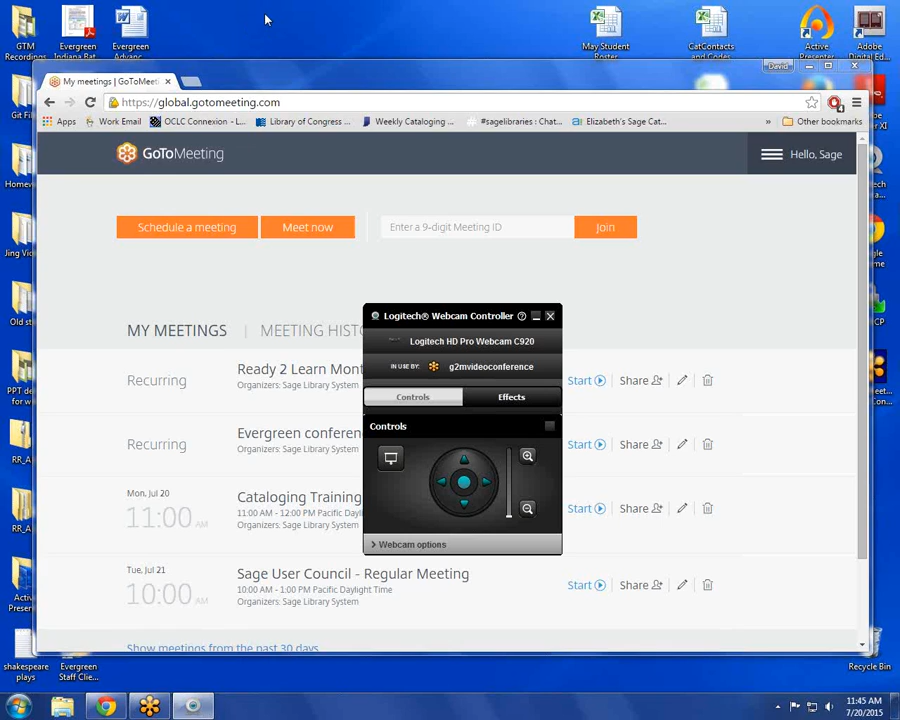 GTM
Recordings
Evergreen
Indiana Bat...
Evergreen
Advanc...
May Student
Roster
CatContacts
and Codes
Active
Presenter
Adobe
Digital Ed...
My meetings | GoToMeeti
David
https://global.gotomeeting.com
Apps
Work Email
OCLC Connexion - L...
Library of Congress ...
Weekly Cataloging ...
#sagelibraries : Chat...
Elizabeth's Sage Cat...
»
Other bookmarks
GoToMeeting
Hello, Sage
Schedule a meeting
Meet now
Enter a 9-digit Meeting ID
Join
MY MEETINGS
MEETING HISTO
Logitech® Webcam Controller
Logitech HD Pro Webcam C920
IN USE BY: g2mvideoconference
Controls
Effects
Controls
Webcam options
Recurring
Ready 2 Learn Mont
Organizers: Sage Library System
Start
Share
Recurring
Evergreen conferen
Organizers: Sage Library System
Start
Share
Mon, Jul 20
11:00 AM
Cataloging Training
11:00 AM - 12:00 PM Pacific Dayligh
Organizers: Sage Library System
Start
Share
Tue, Jul 21
10:00 AM
Sage User Council - Regular Meeting
10:00 AM - 1:00 PM Pacific Daylight Time
Organizers: Sage Library System
Start
Share
Show meetings from the past 30 days
Git Fil
Homew
Jing Vid
Old st
PPT de
for w
RR_A
RR_A
Activ
Presen
shakespeare
plays
Evergreen
Staff Clie...
Recycle Bin
11:45 AM
7/20/2015